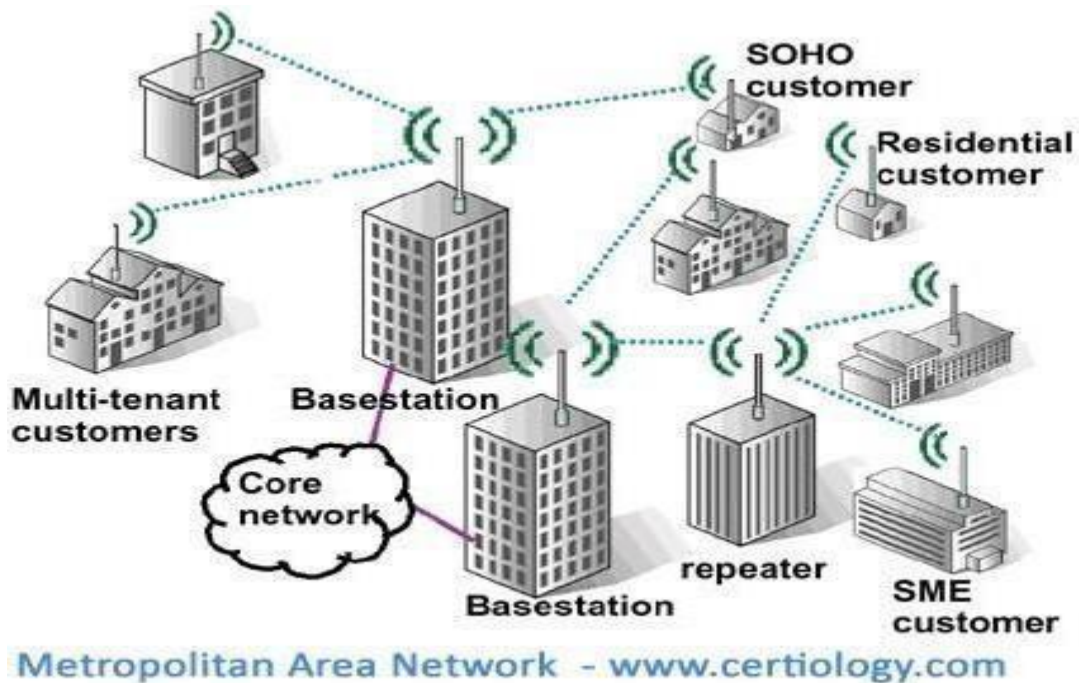 SOHO
customer
Residential
customer
Multi-tenant
customers
Basestation
Core
network
Basestation
repeater
SME
customer
Metropolitan Area Network - www.certiology.com